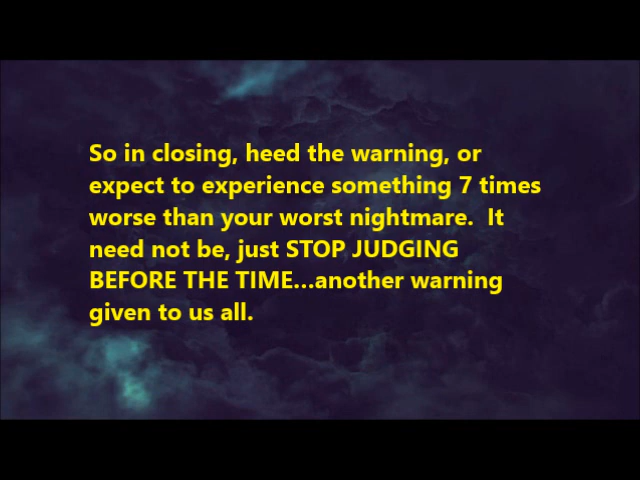 So in closing, heed the warning, or
expect to experience something 7 times
worse than your worst nightmare.  It
need not be, just STOP JUDGING
BEFORE THE TIME...another warning
given to us all.